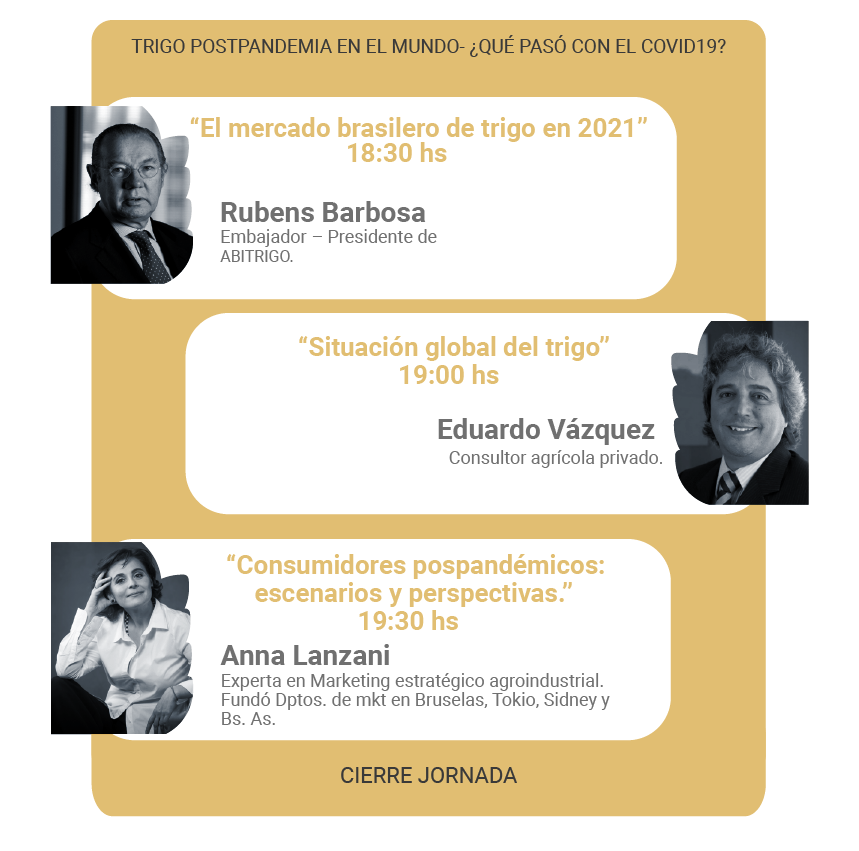 TRIGO POSTPANDEMIA EN EL MUNDO- ¿QUÉ PASÓ CON EL COVID19?
“El mercado brasilero de trigo en 2021”
18:30 hs
Rubens Barbosa
Embajador – Presidente de
ABITRIGO.
“Situación global del trigo”
19:00 hs
Eduardo Vázquez
Consultor agrícola privado.
“Consumidores pospandémicos:
escenarios y perspectivas.”
19:30 hs
Anna Lanzani
Experta en Marketing estratégico agroindustrial.
Fundó Dptos. de mkt en Bruselas, Tokio, Sidney y
Bs. As.
CIERRE JORNADA